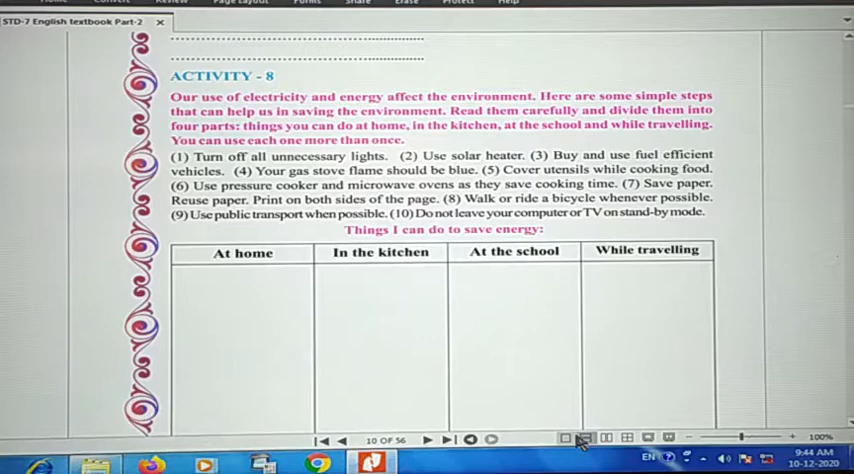 Review
Page Layout
Forms
Share
Erase
Protect
Help
STD-7 English textbook Part-2 ×
ACTIVITY - 8
Our use of electricity and energy affect the environment. Here are some simple steps
that can help us in saving the environment. Read them carefully and divide them into
four parts: things you can do at home, in the kitchen, at the school and while travelling.
You can use each one more than once.
(1) Turn off all unnecessary lights. (2) Use solar heater. (3) Buy and use fuel efficient
vehicles. (4) Your gas stove flame should be blue. (5) Cover utensils while cooking food.
(6) Use pressure cooker and microwave ovens as they save cooking time. (7) Save paper.
Reuse paper. Print on both sides of the page. (8) Walk or ride a bicycle whenever possible.
(9) Use public transport when possible. (10) Do not leave your computer or TV on stand-by mode.
Things I can do to save energy:
At home In the kitchen At the school While travelling
10 OF 56
100%
EN
9:44 AM
10-12-2020